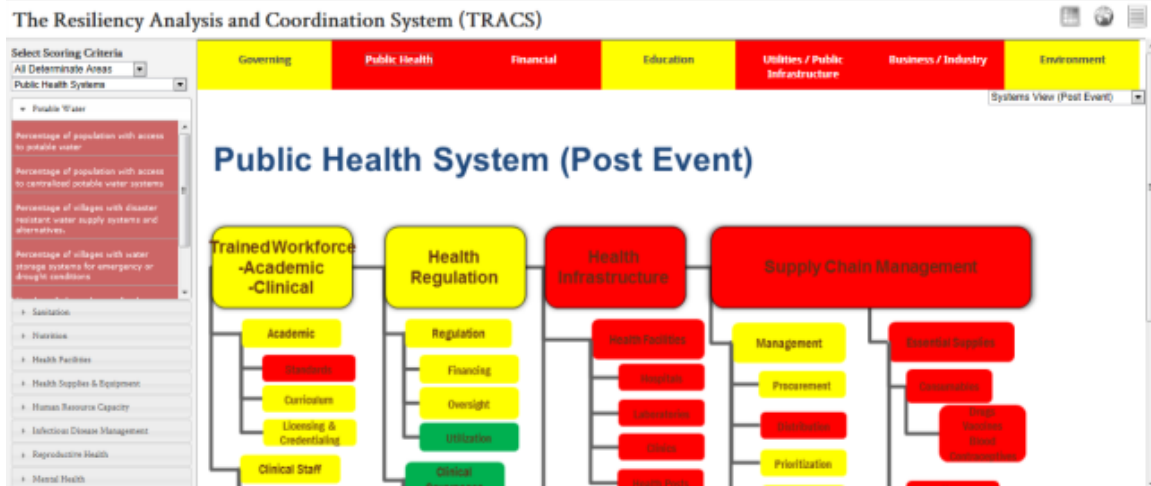 The Resiliency Analysis and Coordination System (TRACS)
Select Scoring Criteria
All Determinate Areas
Public Health Systems
Potable Water
Percentage of population with access
to potable water
Percentage of population with access
to centralized potable water systems
Percentage of villages with disaster
resistant water supply systems and
alternatives.
Percentage of villages with water
storage systems for emergency or
drought conditions
Sanitation
Nutrition
Health Facilities
Health Supplies & Equipment
Human Resource Capacity
Infectious Disease Management
Reproductive Health
Mental Health
Governing
Public Health
Financial
Education
Utilities / Public
Infrastructure
Business / Industry
Environment
Systems View (Post Event)
Public Health System (Post Event)
Trained Workforce
-Academic
-Clinical
Academic
Standards
Curriculum
Licensing &
Credentialing
Clinical Staff
Health
Regulation
Regulation
Financing
Oversight
Utilization
Clinical
Health
Infrastructure
Health Facilities
Hospitals
Laboratories
Clinics
Health Posts
Supply Chain Management
Management
Procurement
Distribution
Prioritization
Essential Supplies
Consumables
Drugs
Vaccines
Blood
Contraceptives